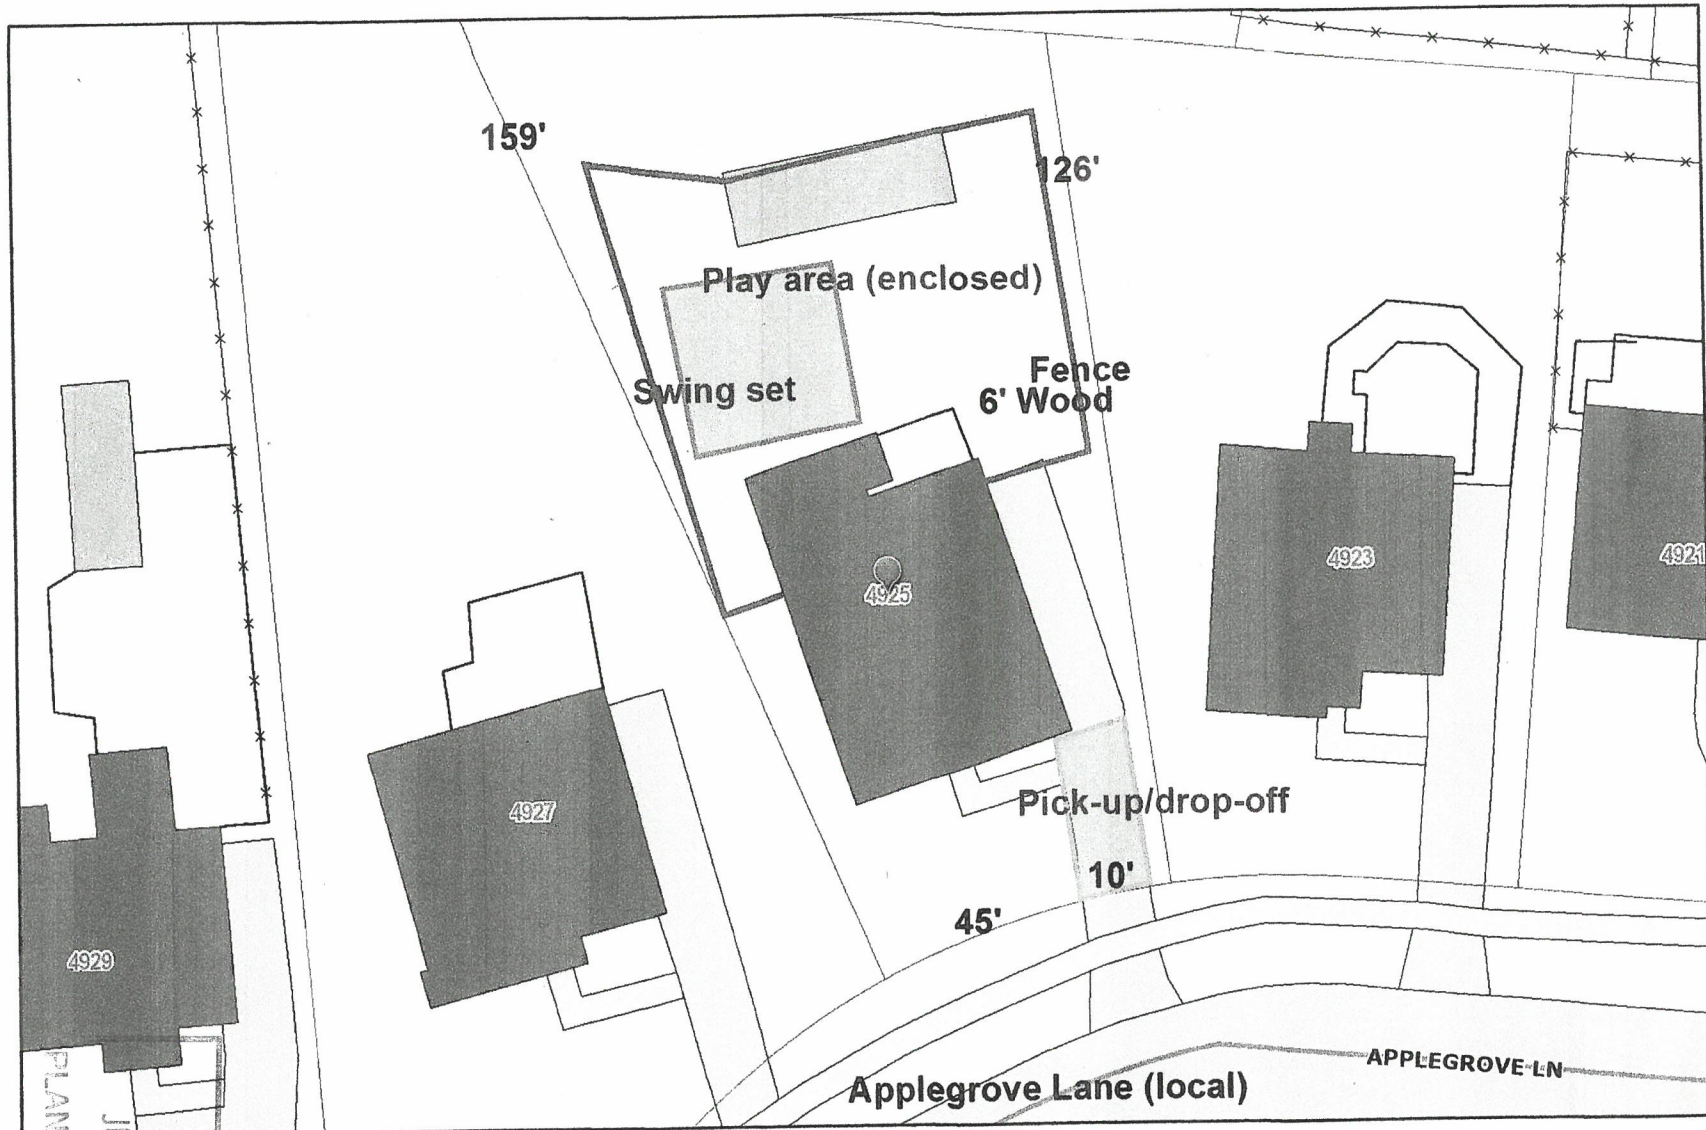 159'
126'
Play area (enclosed)
Fence
6' Wood
Swing set
4923
4921
4925
4927
Pick-up/drop-off
10'
45'
4929
APPLEGROVE LN
Applegrove Lane (local)
PLAN